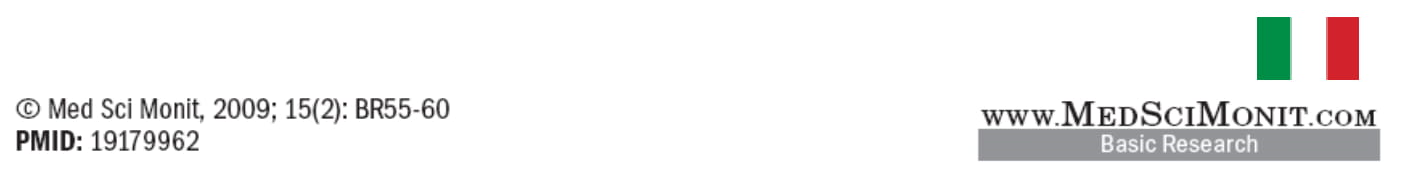 © Med Sci Monit, 2009; 15(2): BR55-60
PMID: 19179962
www.MedSciMonit.com
Basic Research